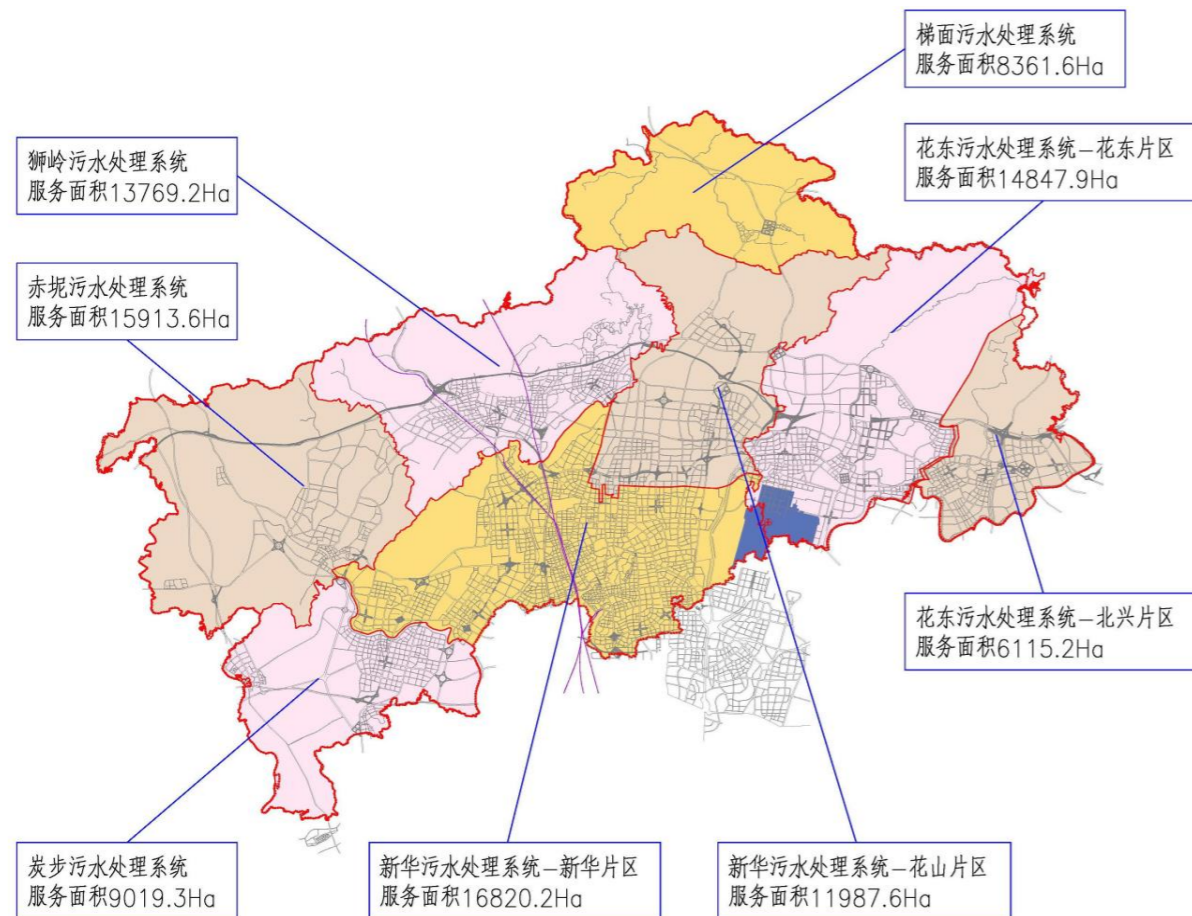 梯面污水处理系统
服务面积8361.6Ha
狮岭污水处理系统
服务面积13769.2Ha
花东污水处理系统-花东片区
服务面积14847.9Ha
赤坭污水处理系统
服务面积15913.6Ha
花东污水处理系统-北兴片区
服务面积6115.2Ha
炭步污水处理系统
服务面积9019.3Ha
新华污水处理系统-新华片区
服务面积16820.2Ha
新华污水处理系统-花山片区
服务面积11987.6Ha